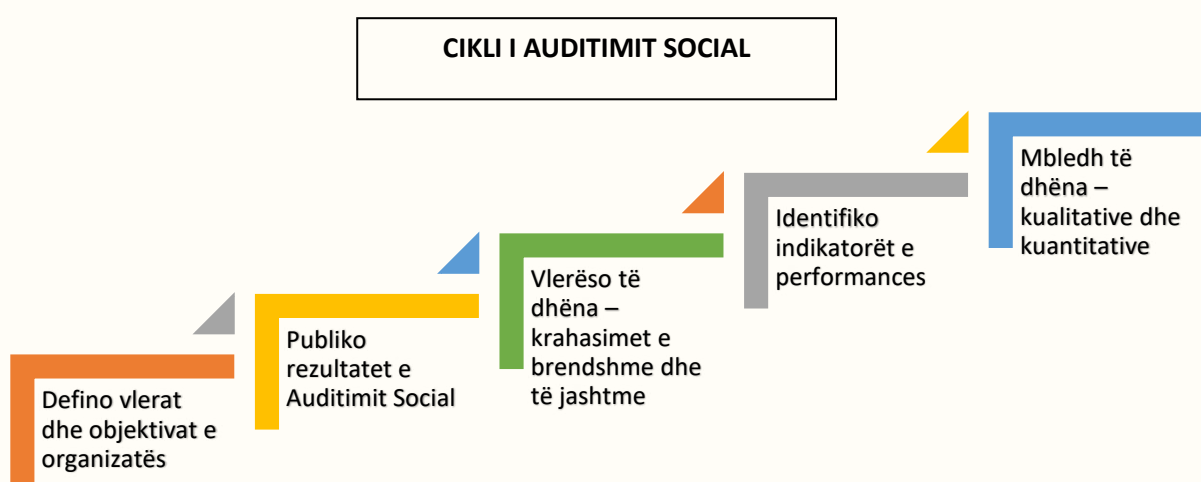 CIKLI I AUDITIMIT SOCIAL
Defino vlerat
dhe objektivat e
organizatës
Publiko
rezultatet e
Auditimit Social
Vlerëso të
dhëna –
krahasimet e
brendshme dhe
të jashtme
Identifiko
indikatorët e
performances
Mbledh të
dhëna –
kualitative dhe
kuantitative